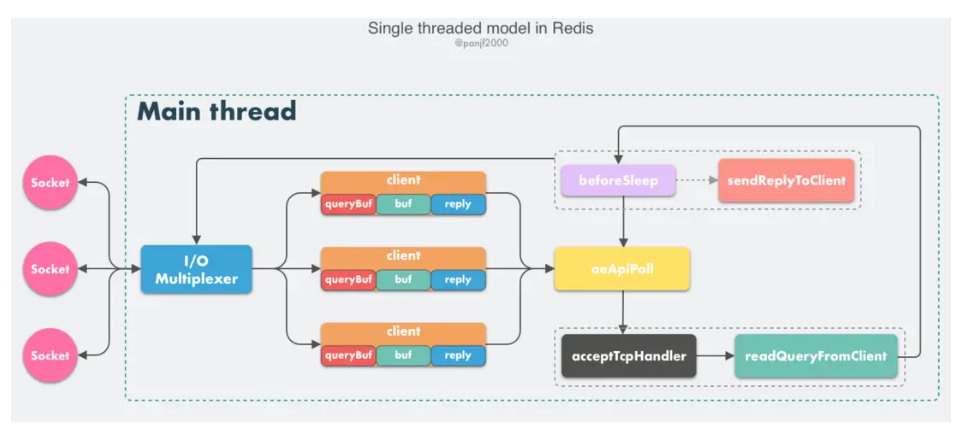 Single threaded model in Redis
@panjf2000
Main thread
Socket
Socket
Socket
I/O
Multiplexer
client
queryBuf buf reply
client
queryBuf buf reply
client
queryBuf buf reply
beforeSleep
sendReplyToClient
aeApiPoll
acceptTcpHandler
readQueryFromClient